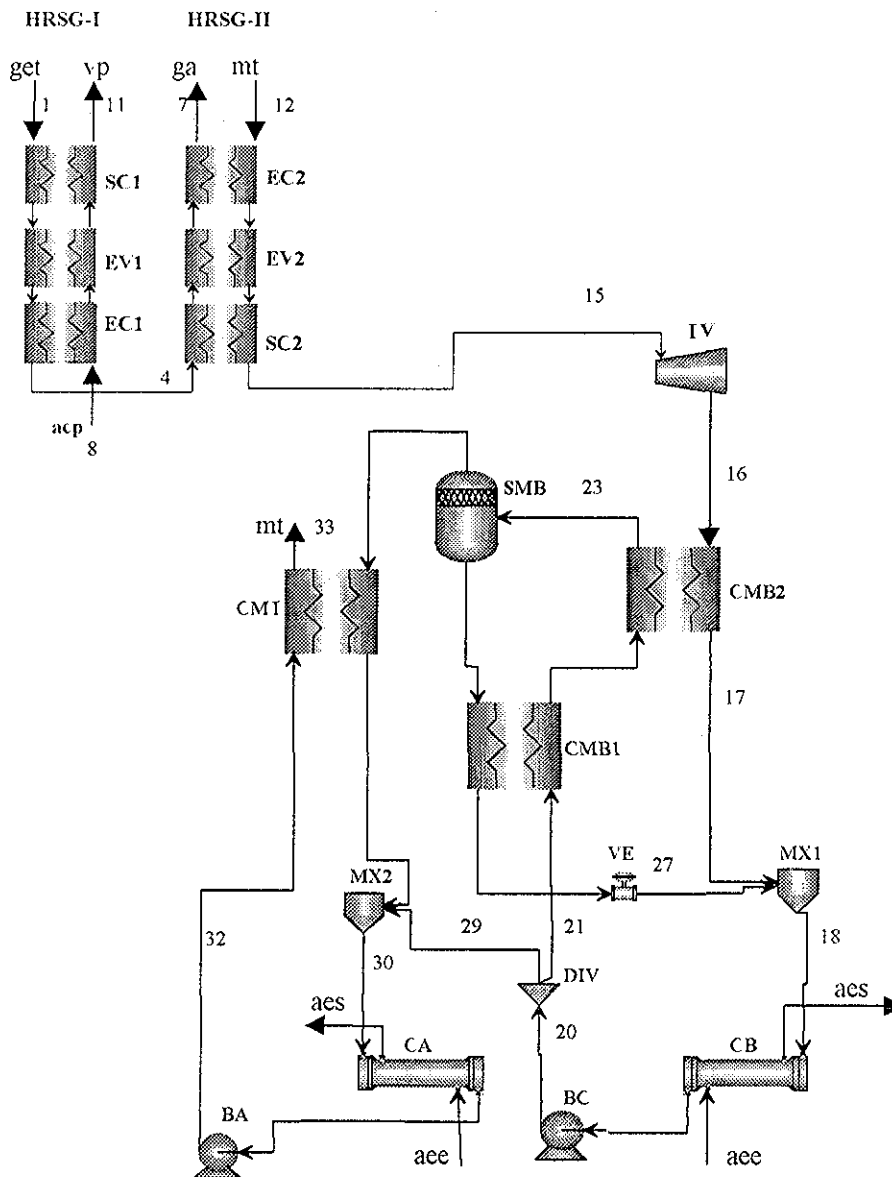 HRSG-I HRSG-II
get vp ga mt
1 11 7 12
SC1 EC2
EV1 EV2
EC1 SC2
15
IV
4
acp
8
SMB 23 16
mt 33
CMT CMB2
17
CMB1
VE 27 MX1
MX2
32 29 21 18
30 DIV
aes 20 aes
CA CB
BA BC
aee aee